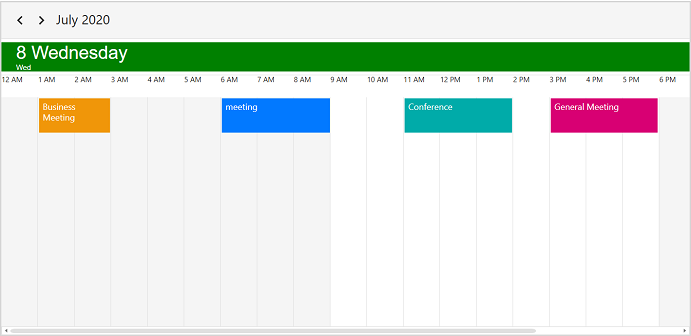 July 2020
8 Wednesday
Wed
12 AM 1 AM 2 AM 3 AM 4 AM 5 AM 6 AM 7 AM 8 AM 9 AM 10 AM 11 AM 12 PM 1 PM 2 PM 3 PM 4 PM 5 PM 6 PM
Business meeting Conference General Meeting
Meeting